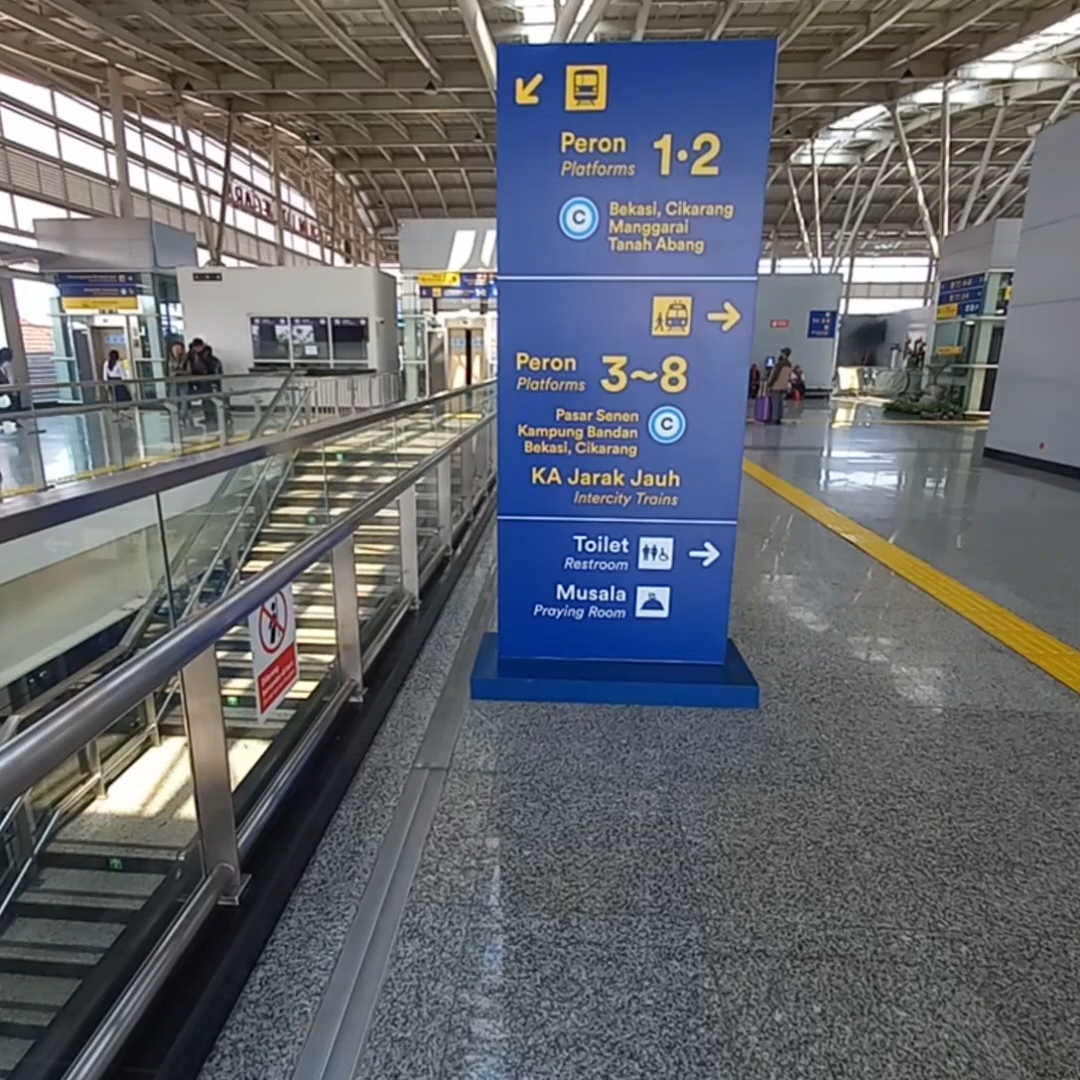 Peron 1•2
Platforms
C
Bekasi, Cikarang
Manggarai
Tanah Abang
Peron 3~8
Platforms
Pasar Senen
Kampung Bandan
Bekasi, Cikarang
C
KA Jarak Jauh
Intercity Trains
Toilet
Restroom
Musala
Praying Room